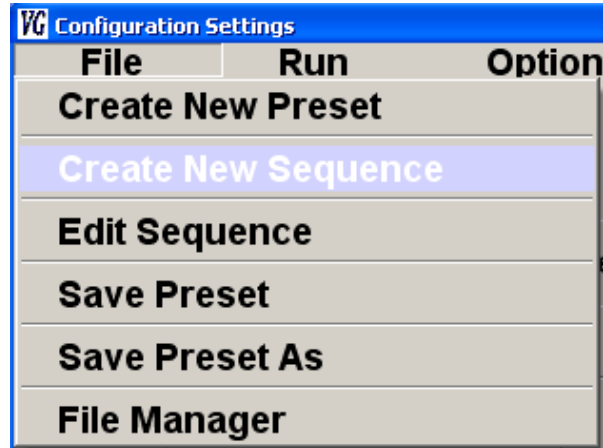 VG Configuration Settings
File Run Option
Create New Preset
Create New Sequence
Edit Sequence
Save Preset
Save Preset As
File Manager